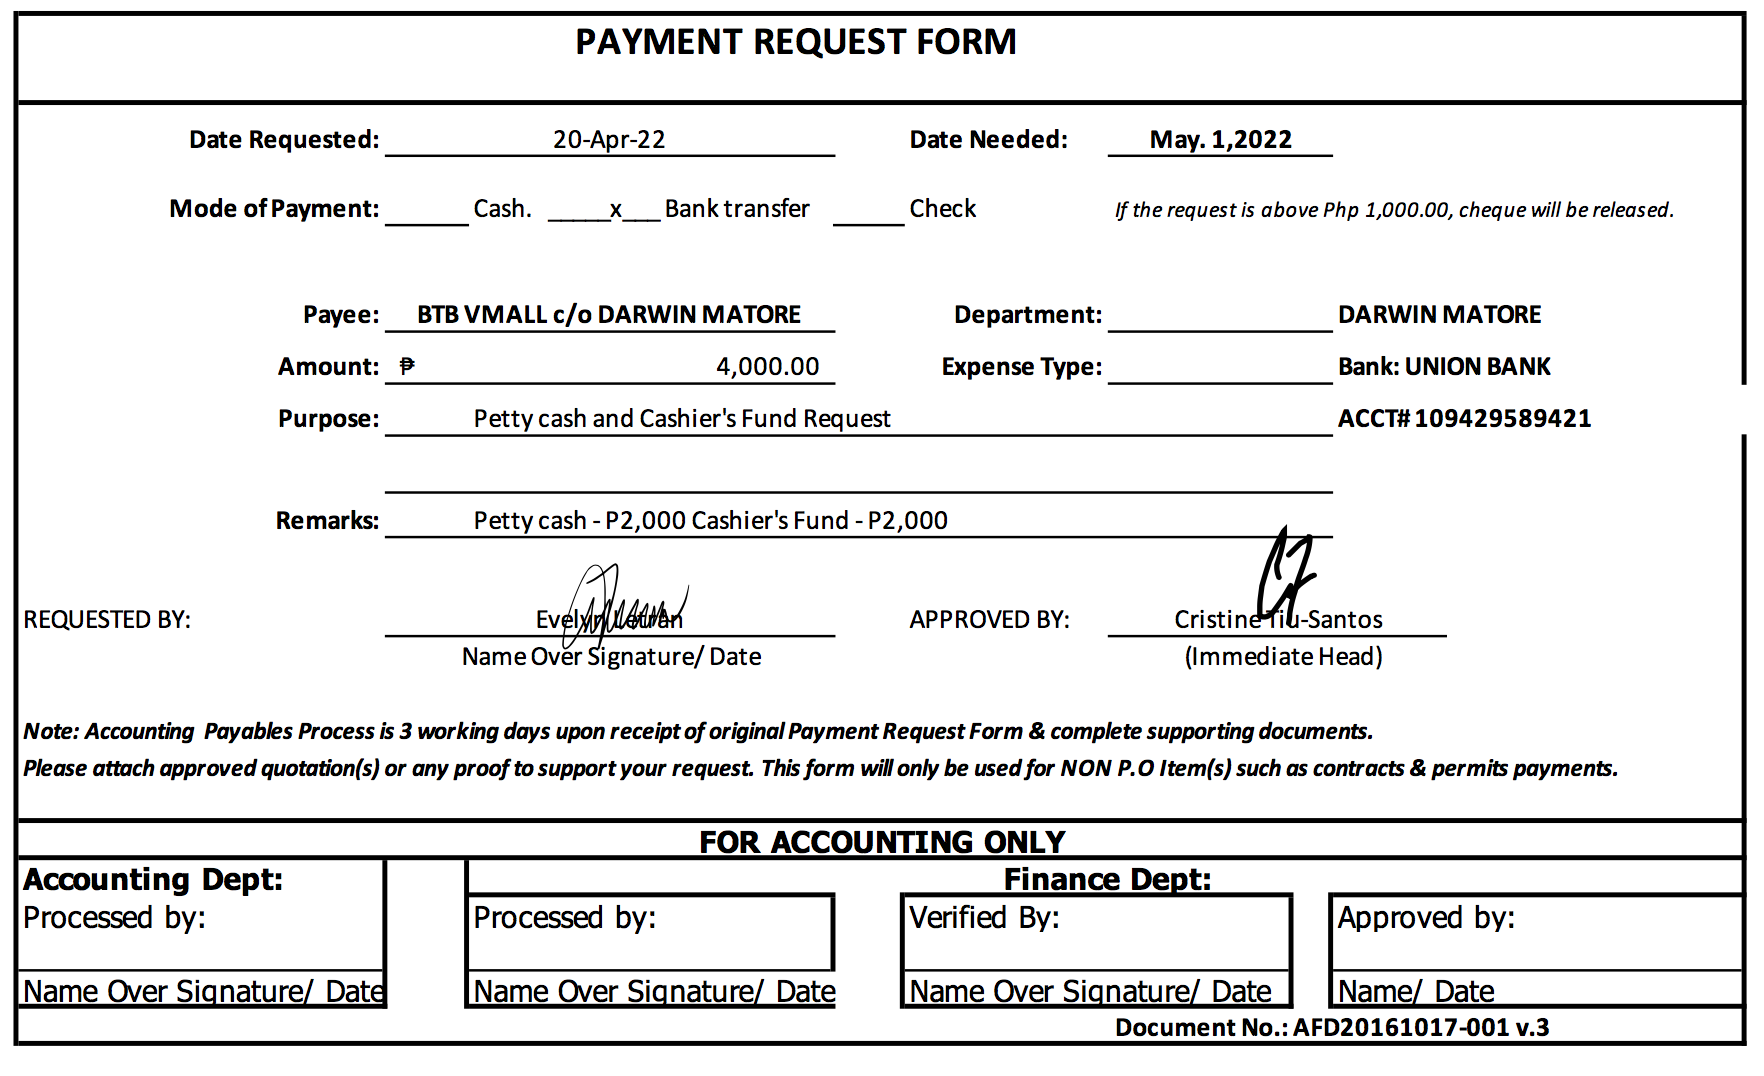 PAYMENT REQUEST FORM
Date Requested: 20-Apr-22 Date Needed: May. 1,2022
Mode of Payment: ______ Cash. _____x___ Bank transfer _____ Check If the request is above Php 1,000.00, cheque will be released.
Payee: BTB VMALL c/o DARWIN MATORE Department: DARWIN MATORE
Amount: ₱ 4,000.00 Expense Type: Bank: UNION BANK
Purpose: Petty cash and Cashier's Fund Request ACCT# 109429589421
Remarks: Petty cash - P2,000 Cashier's Fund - P2,000
REQUESTED BY: Evelyn Letran APPROVED BY: Cristine Tiu-Santos
Name Over Signature/ Date (Immediate Head)
Note: Accounting Payables Process is 3 working days upon receipt of original Payment Request Form & complete supporting documents.
Please attach approved quotation(s) or any proof to support your request. This form will only be used for NON P.O Item(s) such as contracts & permits payments.
FOR ACCOUNTING ONLY
Accounting Dept: Finance Dept:
Processed by: Processed by: Verified By: Approved by:
Name Over Signature/ Date Name Over Signature/ Date Name Over Signature/ Date Name/ Date
Document No.: AFD20161017-001 v.3